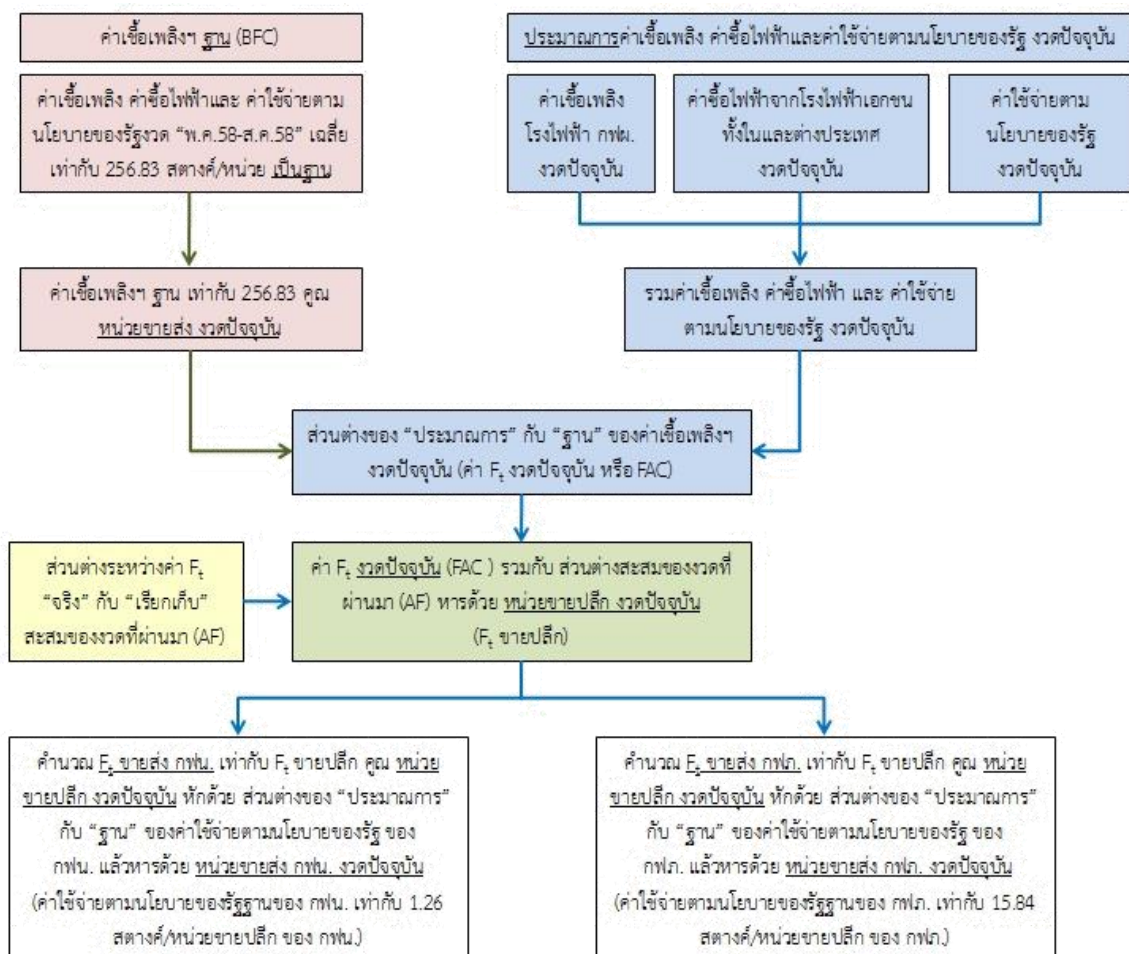 ค่าเชื้อเพลิงฯ ฐาน (BFC)
ประมาณการค่าเชื้อเพลิง ค่าซื้อไฟฟ้าและค่าใช้จ่ายตามนโยบายของรัฐ งวดปัจจุบัน
ค่าเชื้อเพลิง ค่าซื้อไฟฟ้าและ ค่าใช้จ่ายตาม
นโยบายของรัฐงวด “พ.ค.58-ส.ค.58” เฉลี่ย
เท่ากับ 256.83 สตางค์/หน่วย เป็นฐาน
ค่าเชื้อเพลิง
โรงไฟฟ้า กฟผ.
งวดปัจจุบัน
ค่าซื้อไฟฟ้าจากโรงไฟฟ้าเอกชน
ทั้งในและต่างประเทศ
งวดปัจจุบัน
ค่าใช้จ่ายตาม
นโยบายของรัฐ
งวดปัจจุบัน
ค่าเชื้อเพลิงฯ ฐาน เท่ากับ 256.83 คูณ
หน่วยขายส่ง งวดปัจจุบัน
รวมค่าเชื้อเพลิง ค่าซื้อไฟฟ้า และ ค่าใช้จ่าย
ตามนโยบายของรัฐ งวดปัจจุบัน
ส่วนต่างของ “ประมาณการ” กับ “ฐาน” ของค่าเชื้อเพลิงฯ
งวดปัจจุบัน (ค่า Fₜ งวดปัจจุบัน หรือ FAC)
ส่วนต่างระหว่างค่า Fₜ
“จริง” กับ “เรียกเก็บ”
สะสมของงวดที่ผ่านมา (AF)
ค่า Fₜ งวดปัจจุบัน (FAC ) รวมกับ ส่วนต่างสะสมของงวดที่
ผ่านมา (AF) หารด้วย หน่วยขายปลีก งวดปัจจุบัน
(Fₜ ขายปลีก)
คำนวณ Fₜ ขายส่ง กฟน. เท่ากับ Fₜ ขายปลีก คูณ หน่วย
ขายปลีก งวดปัจจุบัน หักด้วย ส่วนต่างของ “ประมาณการ”
กับ “ฐาน” ของค่าใช้จ่ายตามนโยบายของรัฐ ของ
กฟน. แล้วหารด้วย หน่วยขายส่ง กฟน. งวดปัจจุบัน
(ค่าใช้จ่ายตามนโยบายของรัฐฐานของ กฟน. เท่ากับ 1.26
สตางค์/หน่วยขายปลีก ของ กฟน.)
คำนวณ Fₜ ขายส่ง กฟภ. เท่ากับ Fₜ ขายปลีก คูณ หน่วย
ขายปลีก งวดปัจจุบัน หักด้วย ส่วนต่างของ “ประมาณการ”
กับ “ฐาน” ของค่าใช้จ่ายตามนโยบายของรัฐ ของ
กฟภ. แล้วหารด้วย หน่วยขายส่ง กฟภ. งวดปัจจุบัน
(ค่าใช้จ่ายตามนโยบายของรัฐฐานของ กฟภ. เท่ากับ 15.84
สตางค์/หน่วยขายปลีก ของ กฟภ.)